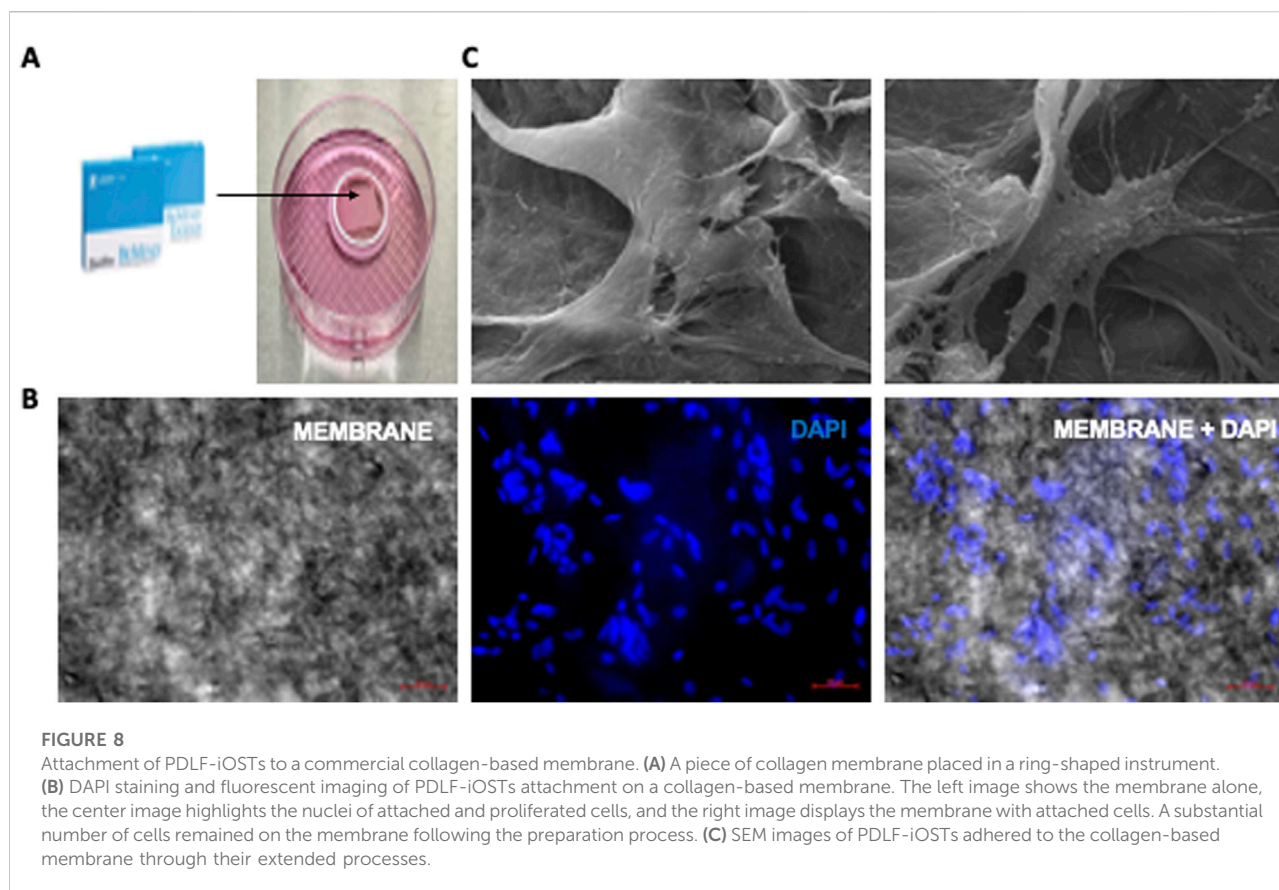 A
C
B
MEMBRANE
DAPI
MEMBRANE + DAPI
FIGURE 8
Attachment of PDLF-iOSTs to a commercial collagen-based membrane. (A) A piece of collagen membrane placed in a ring-shaped instrument.
(B) DAPI staining and fluorescent imaging of PDLF-iOSTs attachment on a collagen-based membrane. The left image shows the membrane alone,
the center image highlights the nuclei of attached and proliferated cells, and the right image displays the membrane with attached cells. A substantial
number of cells remained on the membrane following the preparation process. (C) SEM images of PDLF-iOSTs adhered to the collagen-based
membrane through their extended processes.